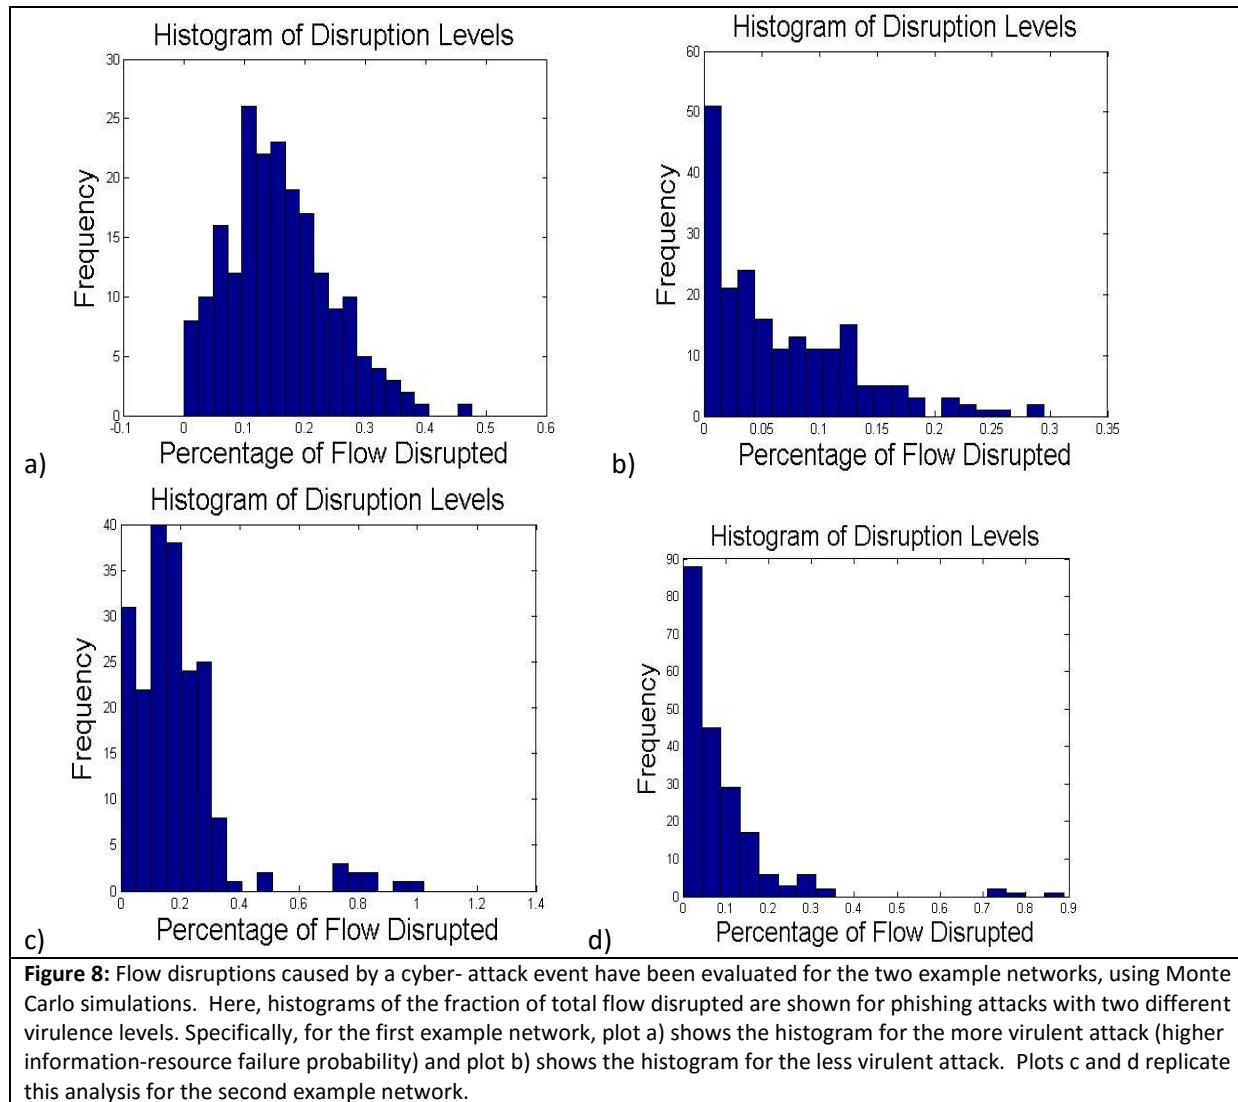 Histogram of Disruption Levels
30
25
20
15
10
5
0
Frequency
-0.1 0 0.1 0.2 0.3 0.4 0.5 0.6
Percentage of Flow Disrupted
a)
Histogram of Disruption Levels
60
50
40
30
20
10
0
Frequency
0 0.05 0.1 0.15 0.2 0.25 0.3 0.35
Percentage of Flow Disrupted
b)
Histogram of Disruption Levels
40
35
30
25
20
15
10
5
0
Frequency
0 0.2 0.4 0.6 0.8 1 1.2 1.4
Percentage of Flow Disrupted
c)
Histogram of Disruption Levels
90
80
70
60
50
40
30
20
10
0
Frequency
0 0.1 0.2 0.3 0.4 0.5 0.6 0.7 0.8 0.9
Percentage of Flow Disrupted
d)
Figure 8: Flow disruptions caused by a cyber- attack event have been evaluated for the two example networks, using Monte
Carlo simulations. Here, histograms of the fraction of total flow disrupted are shown for phishing attacks with two different
virulence levels. Specifically, for the first example network, plot a) shows the histogram for the more virulent attack (higher
information-resource failure probability) and plot b) shows the histogram for the less virulent attack. Plots c and d replicate
this analysis for the second example network.